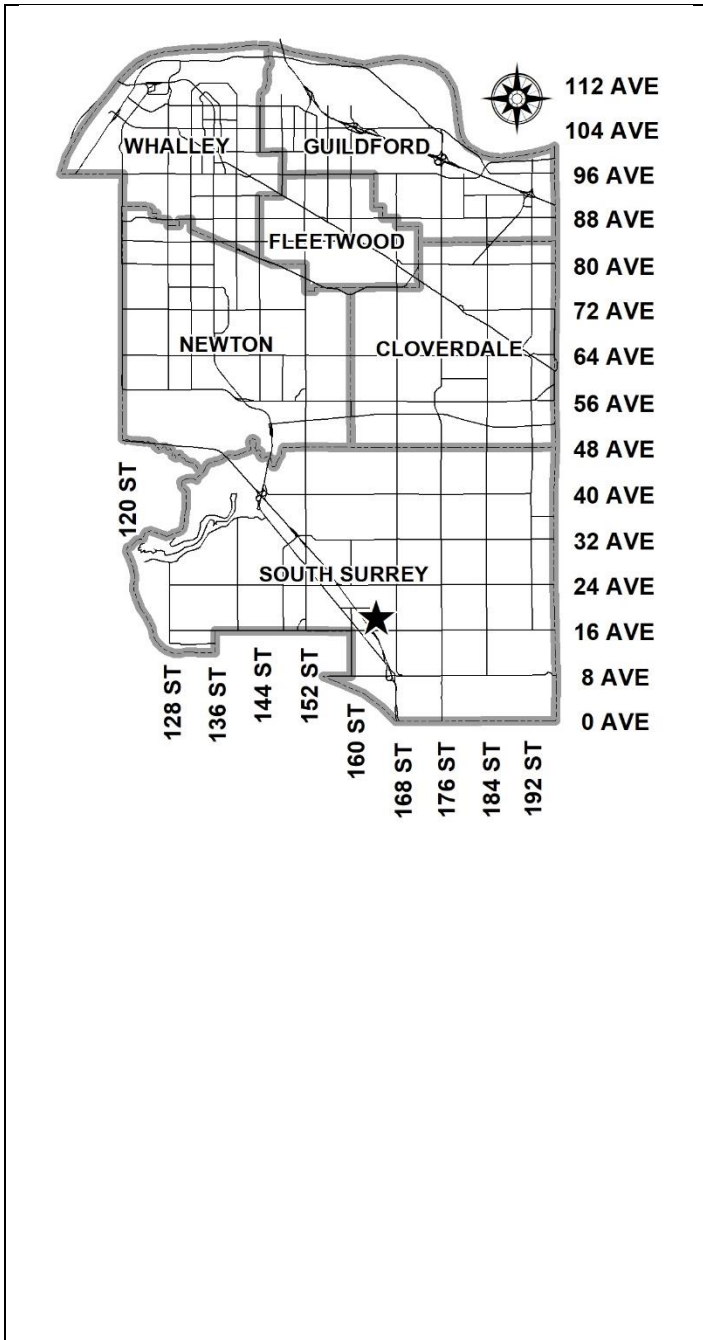 112 AVE
104 AVE
WHALLEY
GUILDFORD
96 AVE
88 AVE
FLEETWOOD
80 AVE
72 AVE
NEWTON
CLOVERDALE
64 AVE
56 AVE
48 AVE
120 ST
40 AVE
32 AVE
SOUTH SURREY
24 AVE
16 AVE
8 AVE
0 AVE
128 ST
136 ST
144 ST
152 ST
160 ST
168 ST
176 ST
184 ST
192 ST